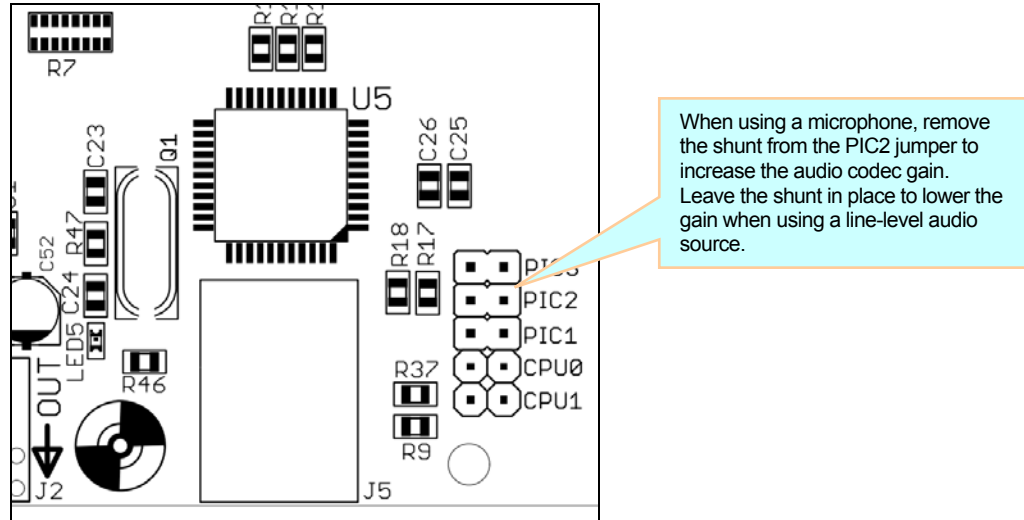 R7
U5
Q1
C23
R47
C24
C52
LED5
R46
OUT
J2
C26
C25
R18
R17
PIC2
PIC1
CPU0
CPU1
R37
R9
J5
When using a microphone, remove
the shunt from the PIC2 jumper to
increase the audio codec gain.
Leave the shunt in place to lower the
gain when using a line-level audio
source.